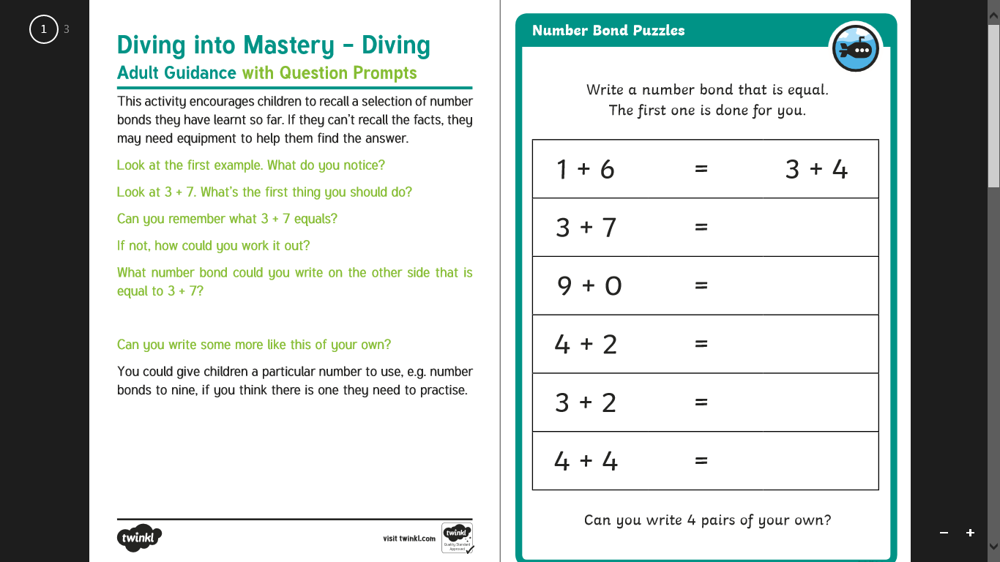 1 3
Diving into Mastery – Diving
Adult Guidance with Question Prompts
This activity encourages children to recall a selection of number
bonds they have learnt so far. If they can't recall the facts, they
may need equipment to help them find the answer.
Look at the first example. What do you notice?
Look at 3 + 7. What's the first thing you should do?
Can you remember what 3 + 7 equals?
If not, how could you work it out?
What number bond could you write on the other side that is
equal to 3 + 7?
Can you write some more like this of your own?
You could give children a particular number to use, e.g. number
bonds to nine, if you think there is one they need to practise.
twinkl
visit twinkl.com
twinkl
Quality Standard
Approved
Number Bond Puzzles
Write a number bond that is equal.
The first one is done for you.
1 + 6 = 3 + 4
3 + 7 =
9 + 0 =
4 + 2 =
3 + 2 =
4 + 4 =
Can you write 4 pairs of your own?